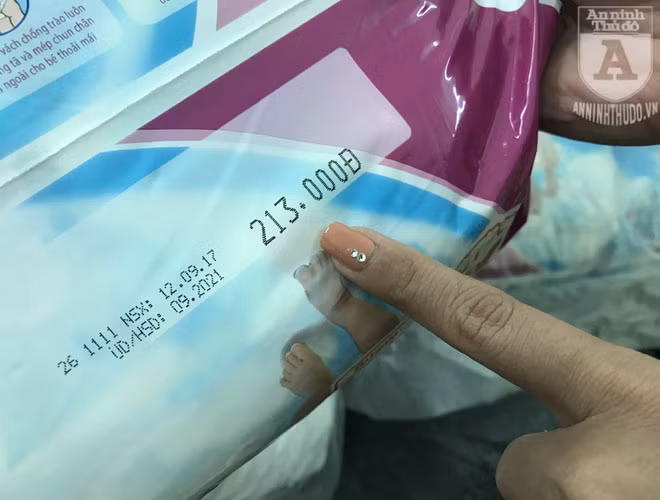 vách chống trào luôn
ng tã và mép chun chân
ngoài cho bé thoải mái
213.000Đ
26 1111 NSX: 12.09.17
UD/HSD: 09.2021
An ninh
Thủ đô
A
ANNINHTHUDO.VN